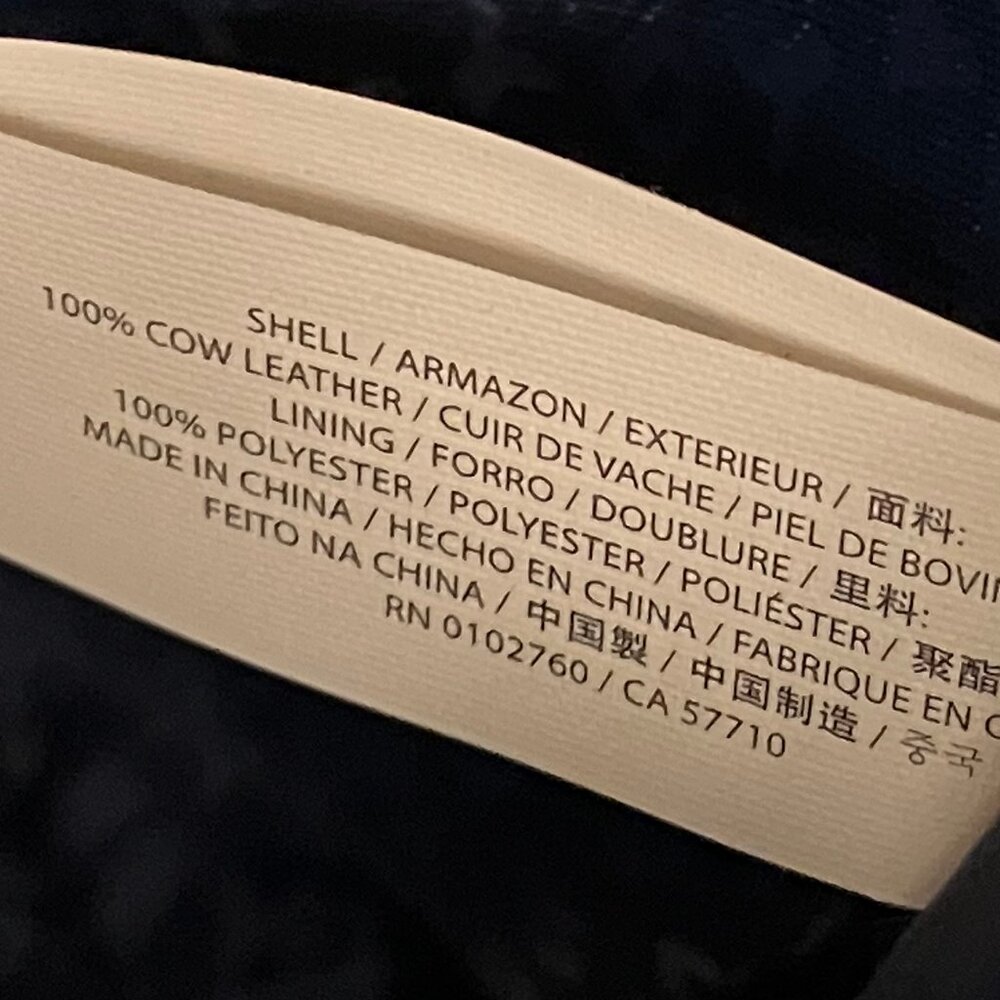 SHELL / ARMAZON / EXTERIEUR / 面料:
100% COW LEATHER / CUIR DE VACHE / PIEL DE
LINING / FORRO / DOUBLURE / 里料:
100% POLYESTER / POLYESTER / POLIÉSTER / 聚酯
MADE IN CHINA / HECHO EN CHINA / FABRIQUE EN
FEITO NA CHINA / 中国製 / 中国制造 / 중국
RN 0102760 / CA 57710